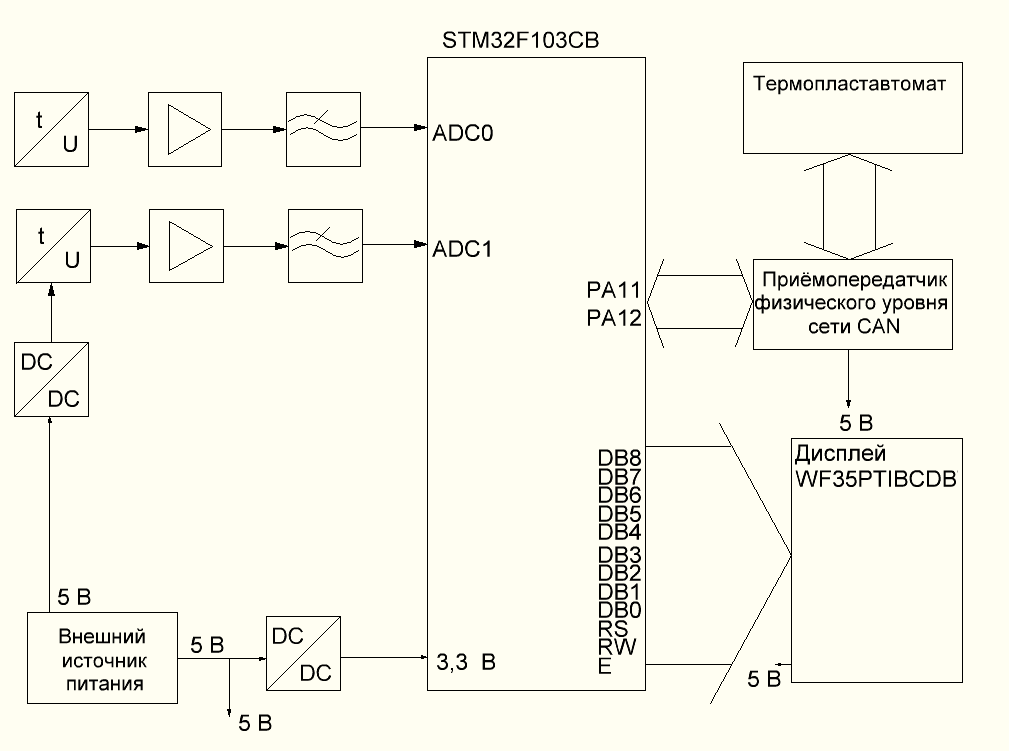 STM32F103CB
t
U
ADC0
Термопластавтомат
t
U
ADC1
PA11
PA12
Приёмопередатчик
физического уровня
сети CAN
DC
DC
5 В
DB8
DB7
DB6
DB5
DB4
DB3
DB2
DB1
DB0
RS
RW
E
Дисплей
WF35PTIBCDB
5 В
5 В
Внешний
источник
питания
5 В
DC
DC
3,3 В
5 В